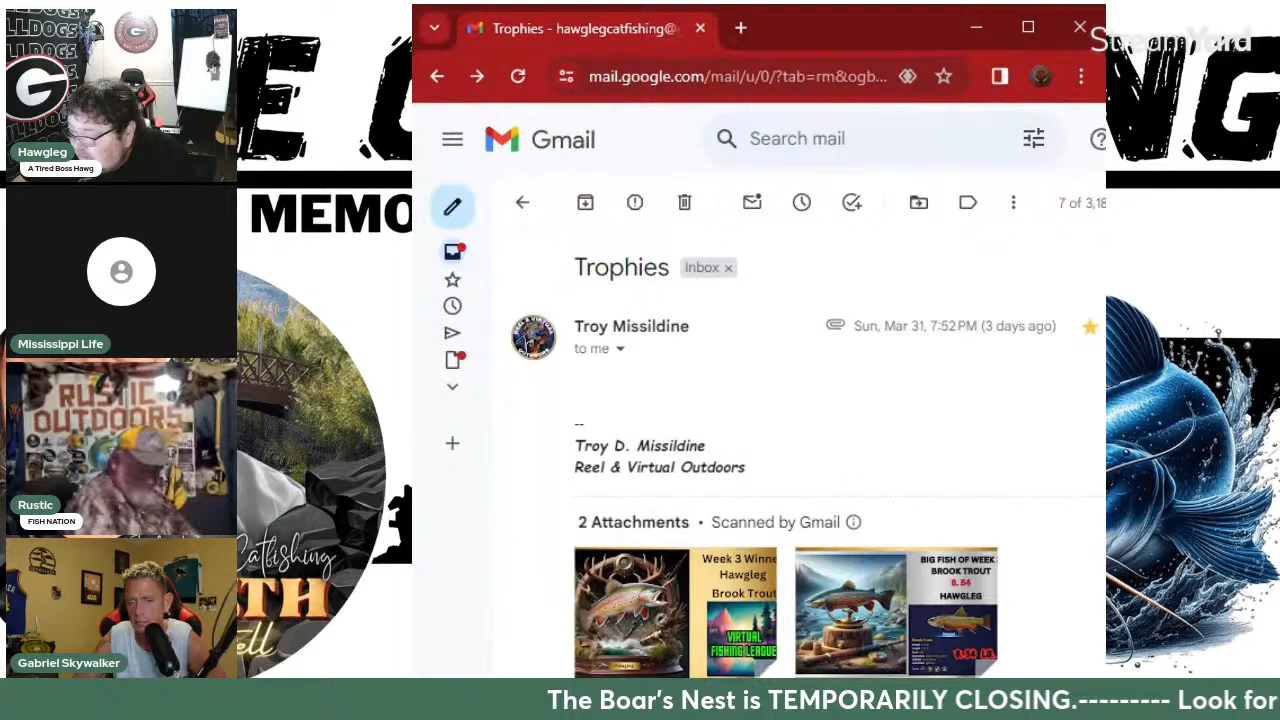 Hawgleg
A Tired Boss Hawg
Mississippi Life
RUSTIC
OUTDOORS
Rustic
FISH NATION
Gabriel Skywalker
MEMO
Catfishing
TH
ell
Trophies - hawglegcatfishing@
mail.google.com/mail/u/0/?tab=rm&ogb...
StreamYard
Gmail
Search mail
7 of 3,18
Trophies
Inbox ×
Troy Missildine
Sun, Mar 31, 7:52 PM (3 days ago)
to me
--
Troy D. Missildine
Reel & Virtual Outdoors
2 Attachments • Scanned by Gmail
Week 3 Winne
Hawgleg
Brook Trout
VIRTUAL
FISHING LEAGUE
BIG FISH OF WEEK
BROOK TROUT
8.54
HAWGLEG
8.54 LB.
The Boar's Nest is TEMPORARILY CLOSING.--------- Look for